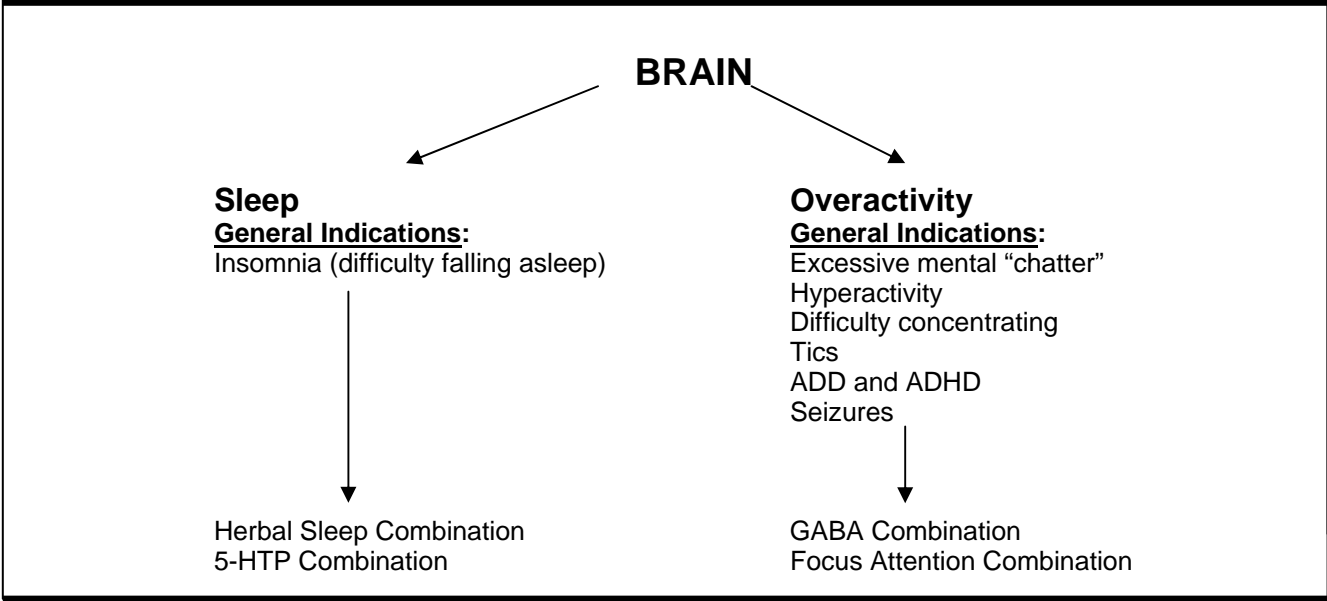 BRAIN
Sleep
General Indications:
Insomnia (difficulty falling asleep)
Herbal Sleep Combination
5-HTP Combination
Overactivity
General Indications:
Excessive mental “chatter”
Hyperactivity
Difficulty concentrating
Tics
ADD and ADHD
Seizures
GABA Combination
Focus Attention Combination